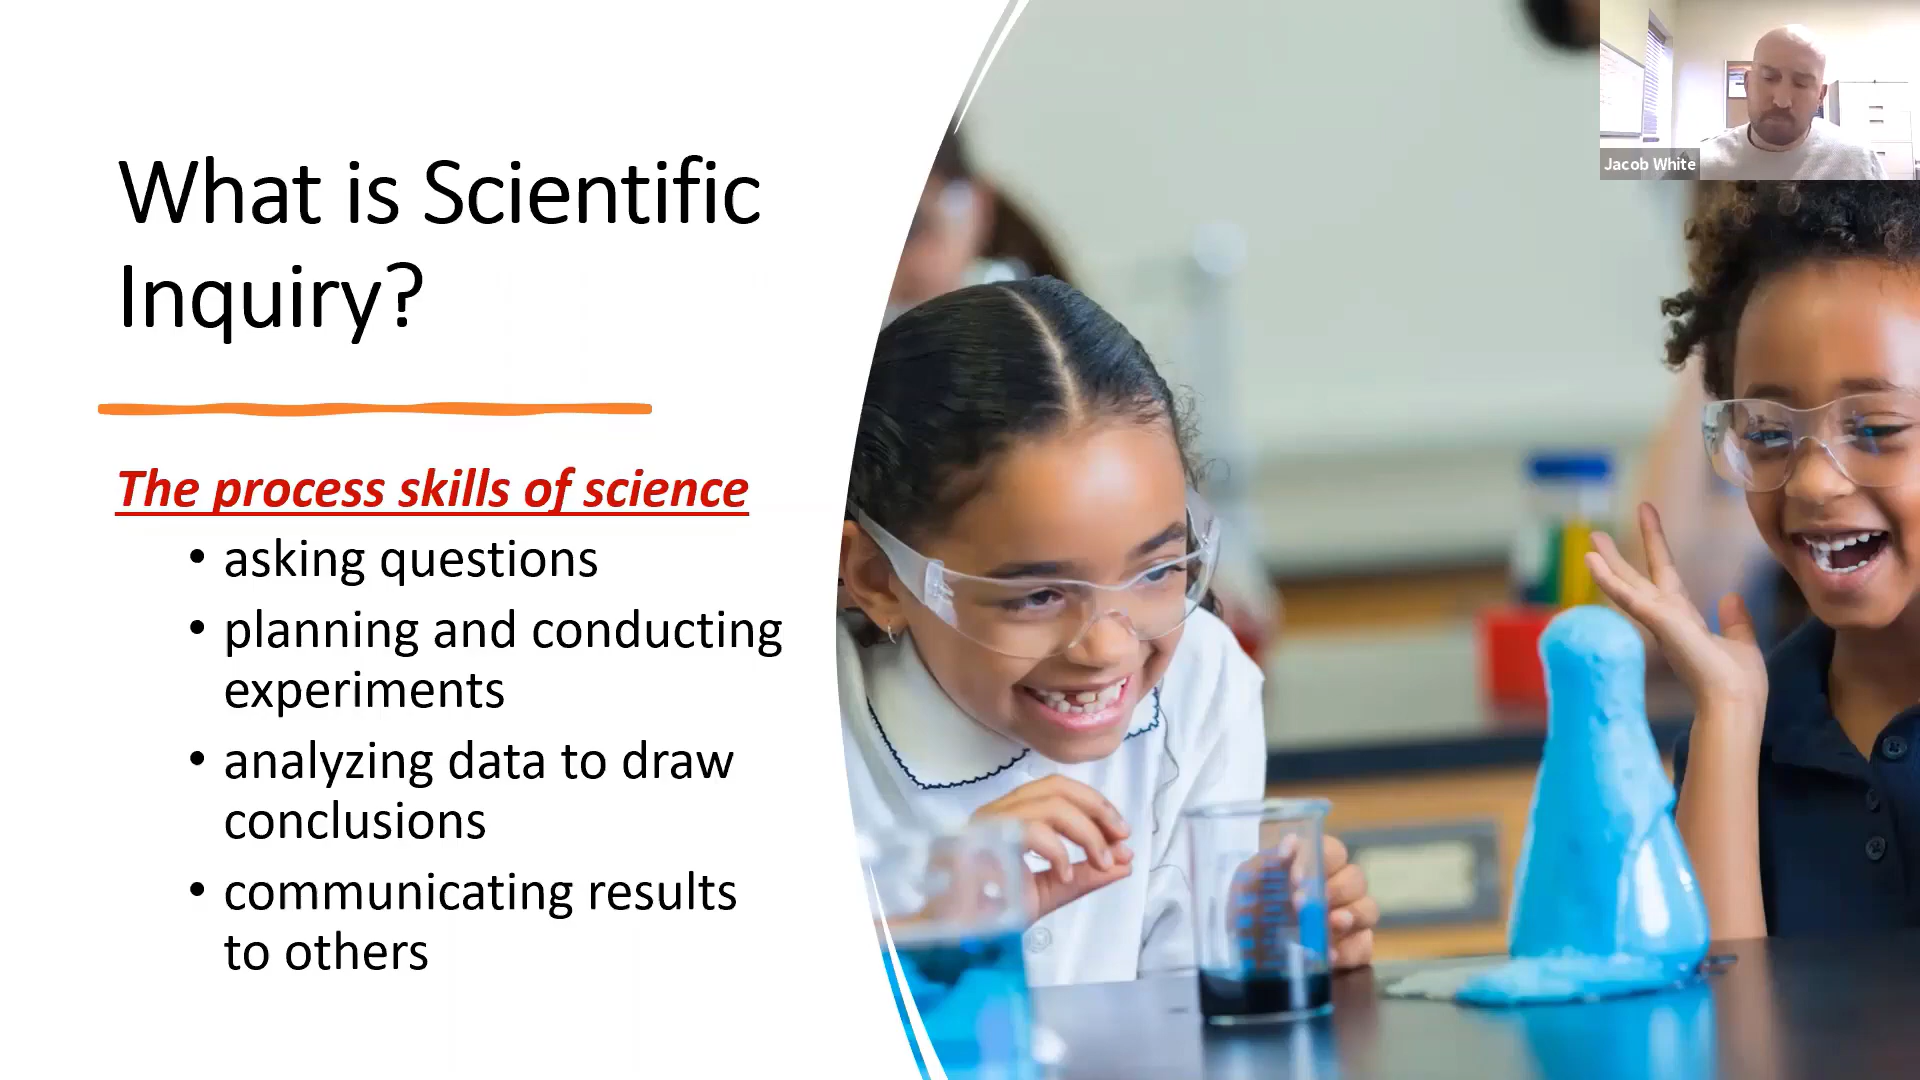 What is Scientific
Inquiry?
The process skills of science
• asking questions
• planning and conducting
experiments
• analyzing data to draw
conclusions
• communicating results
to others
Jacob White